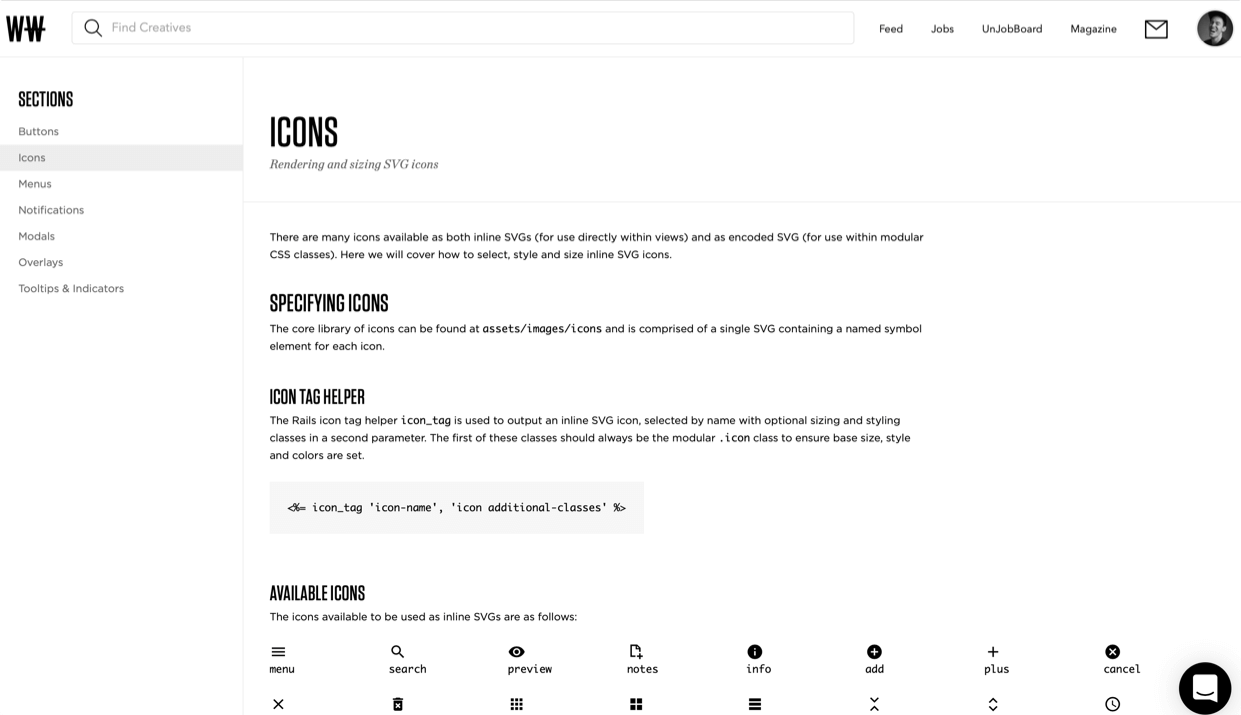 WW
Find Creatives
Feed
Jobs
UnJobBoard
Magazine
SECTIONS
Buttons
Icons
Menus
Notifications
Modals
Overlays
Tooltips & Indicators
ICONS
Rendering and sizing SVG icons
There are many icons available as both inline SVGs (for use directly within views) and as encoded SVG (for use within modular
CSS classes). Here we will cover how to select, style and size inline SVG icons.
SPECIFYING ICONS
The core library of icons can be found at assets/images/icons and is comprised of a single SVG containing a named symbol
element for each icon.
ICON TAG HELPER
The Rails icon tag helper icon_tag is used to output an inline SVG icon, selected by name with optional sizing and styling
classes in a second parameter. The first of these classes should always be the modular .icon class to ensure base size, style
and colors are set.
<%= icon_tag 'icon-name', 'icon additional-classes' %>
AVAILABLE ICONS
The icons available to be used as inline SVGs are as follows:
menu
search
preview
notes
info
add
plus
cancel